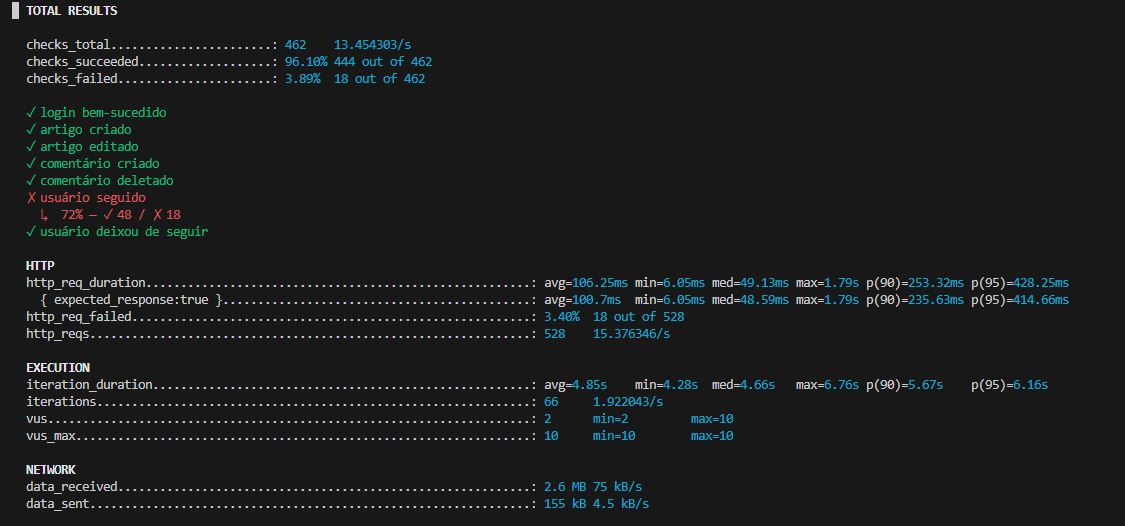 TOTAL RESULTS
checks_total.......................: 462 13.454303/s
checks_succeeded...................: 96.10% 444 out of 462
checks_failed......................: 3.89% 18 out of 462
✓ login bem-sucedido
✓ artigo criado
✓ artigo editado
✓ comentário criado
✓ comentário deletado
✗ usuário seguido
↳ 72% — ✓ 48 / ✗ 18
✓ usuário deixou de seguir
HTTP
http_req_duration.......................................................: avg=106.25ms min=6.05ms med=49.13ms max=1.79s p(90)=253.32ms p(95)=428.25ms
{ expected_response:true }............................................: avg=100.7ms min=6.05ms med=48.59ms max=1.79s p(90)=235.63ms p(95)=414.66ms
http_req_failed.........................................................: 3.40% 18 out of 528
http_reqs...............................................................: 528 15.376346/s
EXECUTION
iteration_duration......................................................: avg=4.85s min=4.28s med=4.66s max=6.76s p(90)=5.67s p(95)=6.16s
iterations..............................................................: 66 1.922043/s
vus.....................................................................: 2 min=2 max=10
vus_max.................................................................: 10 min=10 max=10
NETWORK
data_received...........................................................: 2.6 MB 75 kB/s
data_sent...............................................................: 155 kB 4.5 kB/s